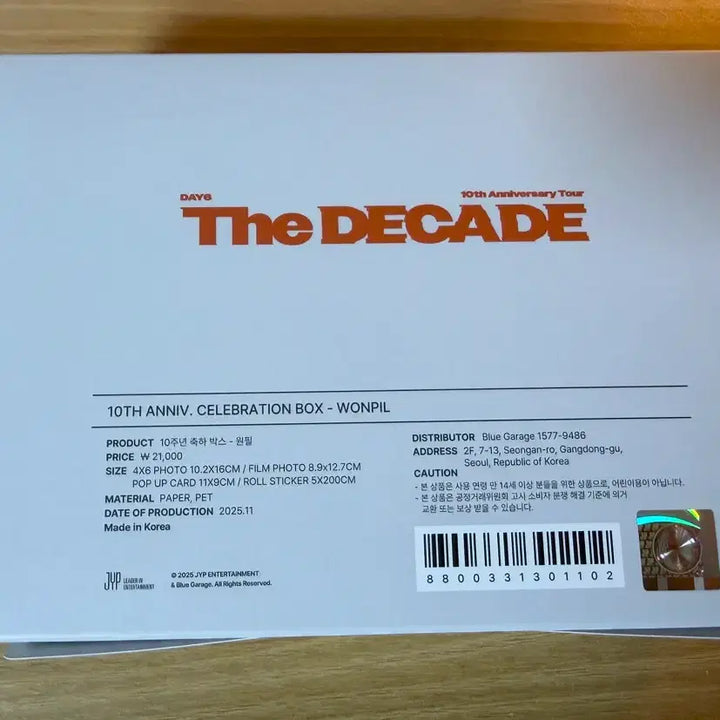 DAY6
10th Anniversary Tour
The DECADE
10TH ANNIV. CELEBRATION BOX - WONPIL
PRODUCT 10주년 축하 박스 - 원필
PRICE ₩ 21,000
SIZE 4X6 PHOTO 10.2X16CM / FILM PHOTO 8.9x12.7CM
POP UP CARD 11X9CM / ROLL STICKER 5X200CM
MATERIAL PAPER, PET
DATE OF PRODUCTION 2025.11
Made in Korea
DISTRIBUTOR Blue Garage 1577-9486
ADDRESS 2F, 7-13, Seongan-ro, Gangdong-gu,
Seoul, Republic of Korea
CAUTION
- 본 상품은 사용 연령 만 14세 이상 분들을 위한 상품으로, 어린이용이 아닙니다.
- 본 상품은 공정거래위원회 고시 소비자 분쟁 해결 기준에 의거
교환 또는 보상 받을 수 있습니다.
8800331301102
JYP LEADER IN
ENTERTAINMENT
© 2025 JYP ENTERTAINMENT
& Blue Garage. All Rights Reserved.